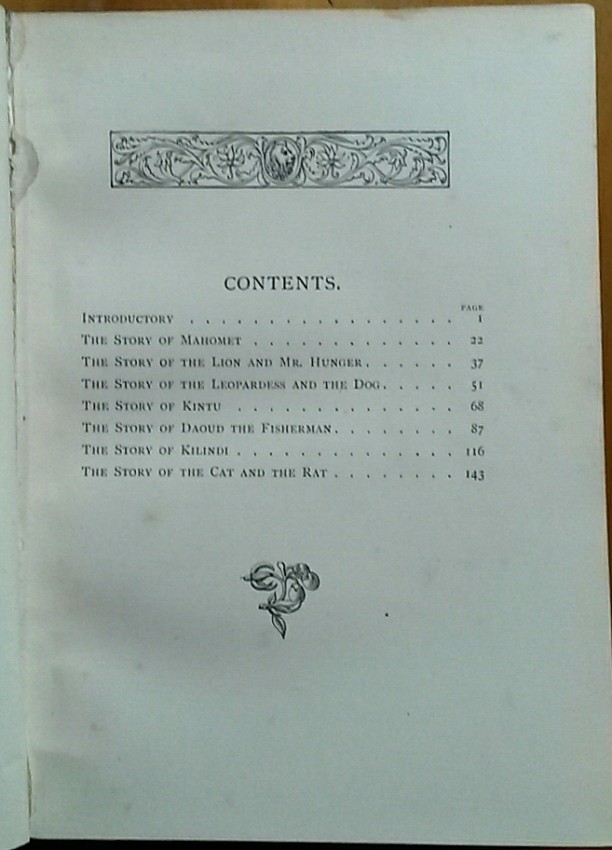 CONTENTS.
PAGE
INTRODUCTORY . . . . . . . . . . . . . . . . . 1
THE STORY OF MAHOMET . . . . . . . . . . . . . 22
THE STORY OF THE LION AND MR. HUNGER. . . . . . 37
THE STORY OF THE LEOPARDESS AND THE DOG. . . . . 51
THE STORY OF KINTU . . . . . . . . . . . . . . 68
THE STORY OF DAOUD THE FISHERMAN. . . . . . . . 87
THE STORY OF KILINDI . . . . . . . . . . . . . . 116
THE STORY OF THE CAT AND THE RAT . . . . . . . . 143